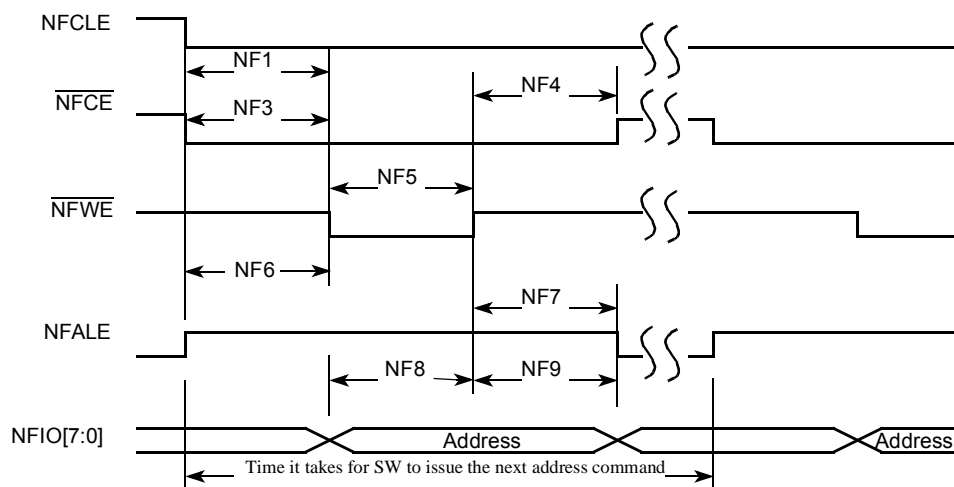 NFCLE
NF1
NFCE
NF3
NF4
NF5
NFWE
NF6
NF7
NFALE
NF8
NF9
NFIO[7:0]
Address
Address
Time it takes for SW to issue the next address command